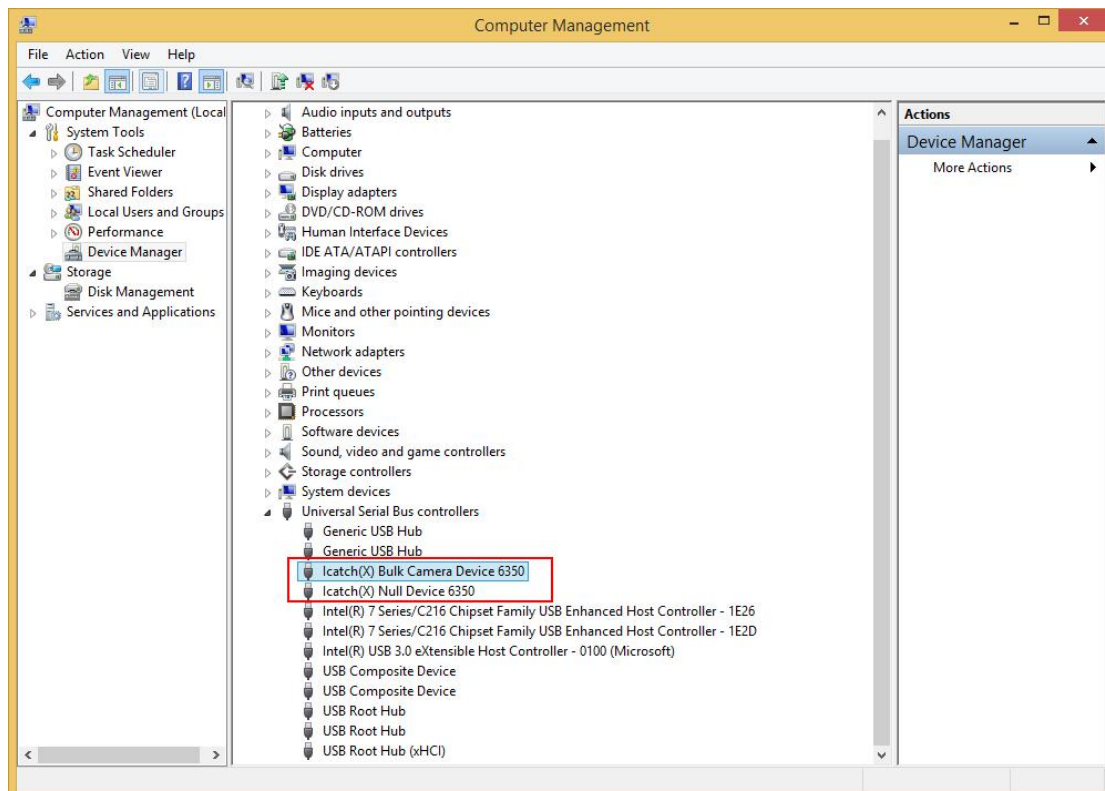 Computer Management
File Action View Help
Computer Management (Local
System Tools
Task Scheduler
Event Viewer
Shared Folders
Local Users and Groups
Performance
Device Manager
Storage
Disk Management
Services and Applications
Audio inputs and outputs
Batteries
Computer
Disk drives
Display adapters
DVD/CD-ROM drives
Human Interface Devices
IDE ATA/ATAPI controllers
Imaging devices
Keyboards
Mice and other pointing devices
Monitors
Network adapters
Other devices
Print queues
Processors
Software devices
Sound, video and game controllers
Storage controllers
System devices
Universal Serial Bus controllers
Generic USB Hub
Generic USB Hub
Icatch(X) Bulk Camera Device 6350
Icatch(X) Null Device 6350
Intel(R) 7 Series/C216 Chipset Family USB Enhanced Host Controller - 1E26
Intel(R) 7 Series/C216 Chipset Family USB Enhanced Host Controller - 1E2D
Intel(R) USB 3.0 eXtensible Host Controller - 0100 (Microsoft)
USB Composite Device
USB Composite Device
USB Root Hub
USB Root Hub
USB Root Hub (xHCI)
Actions
Device Manager
More Actions